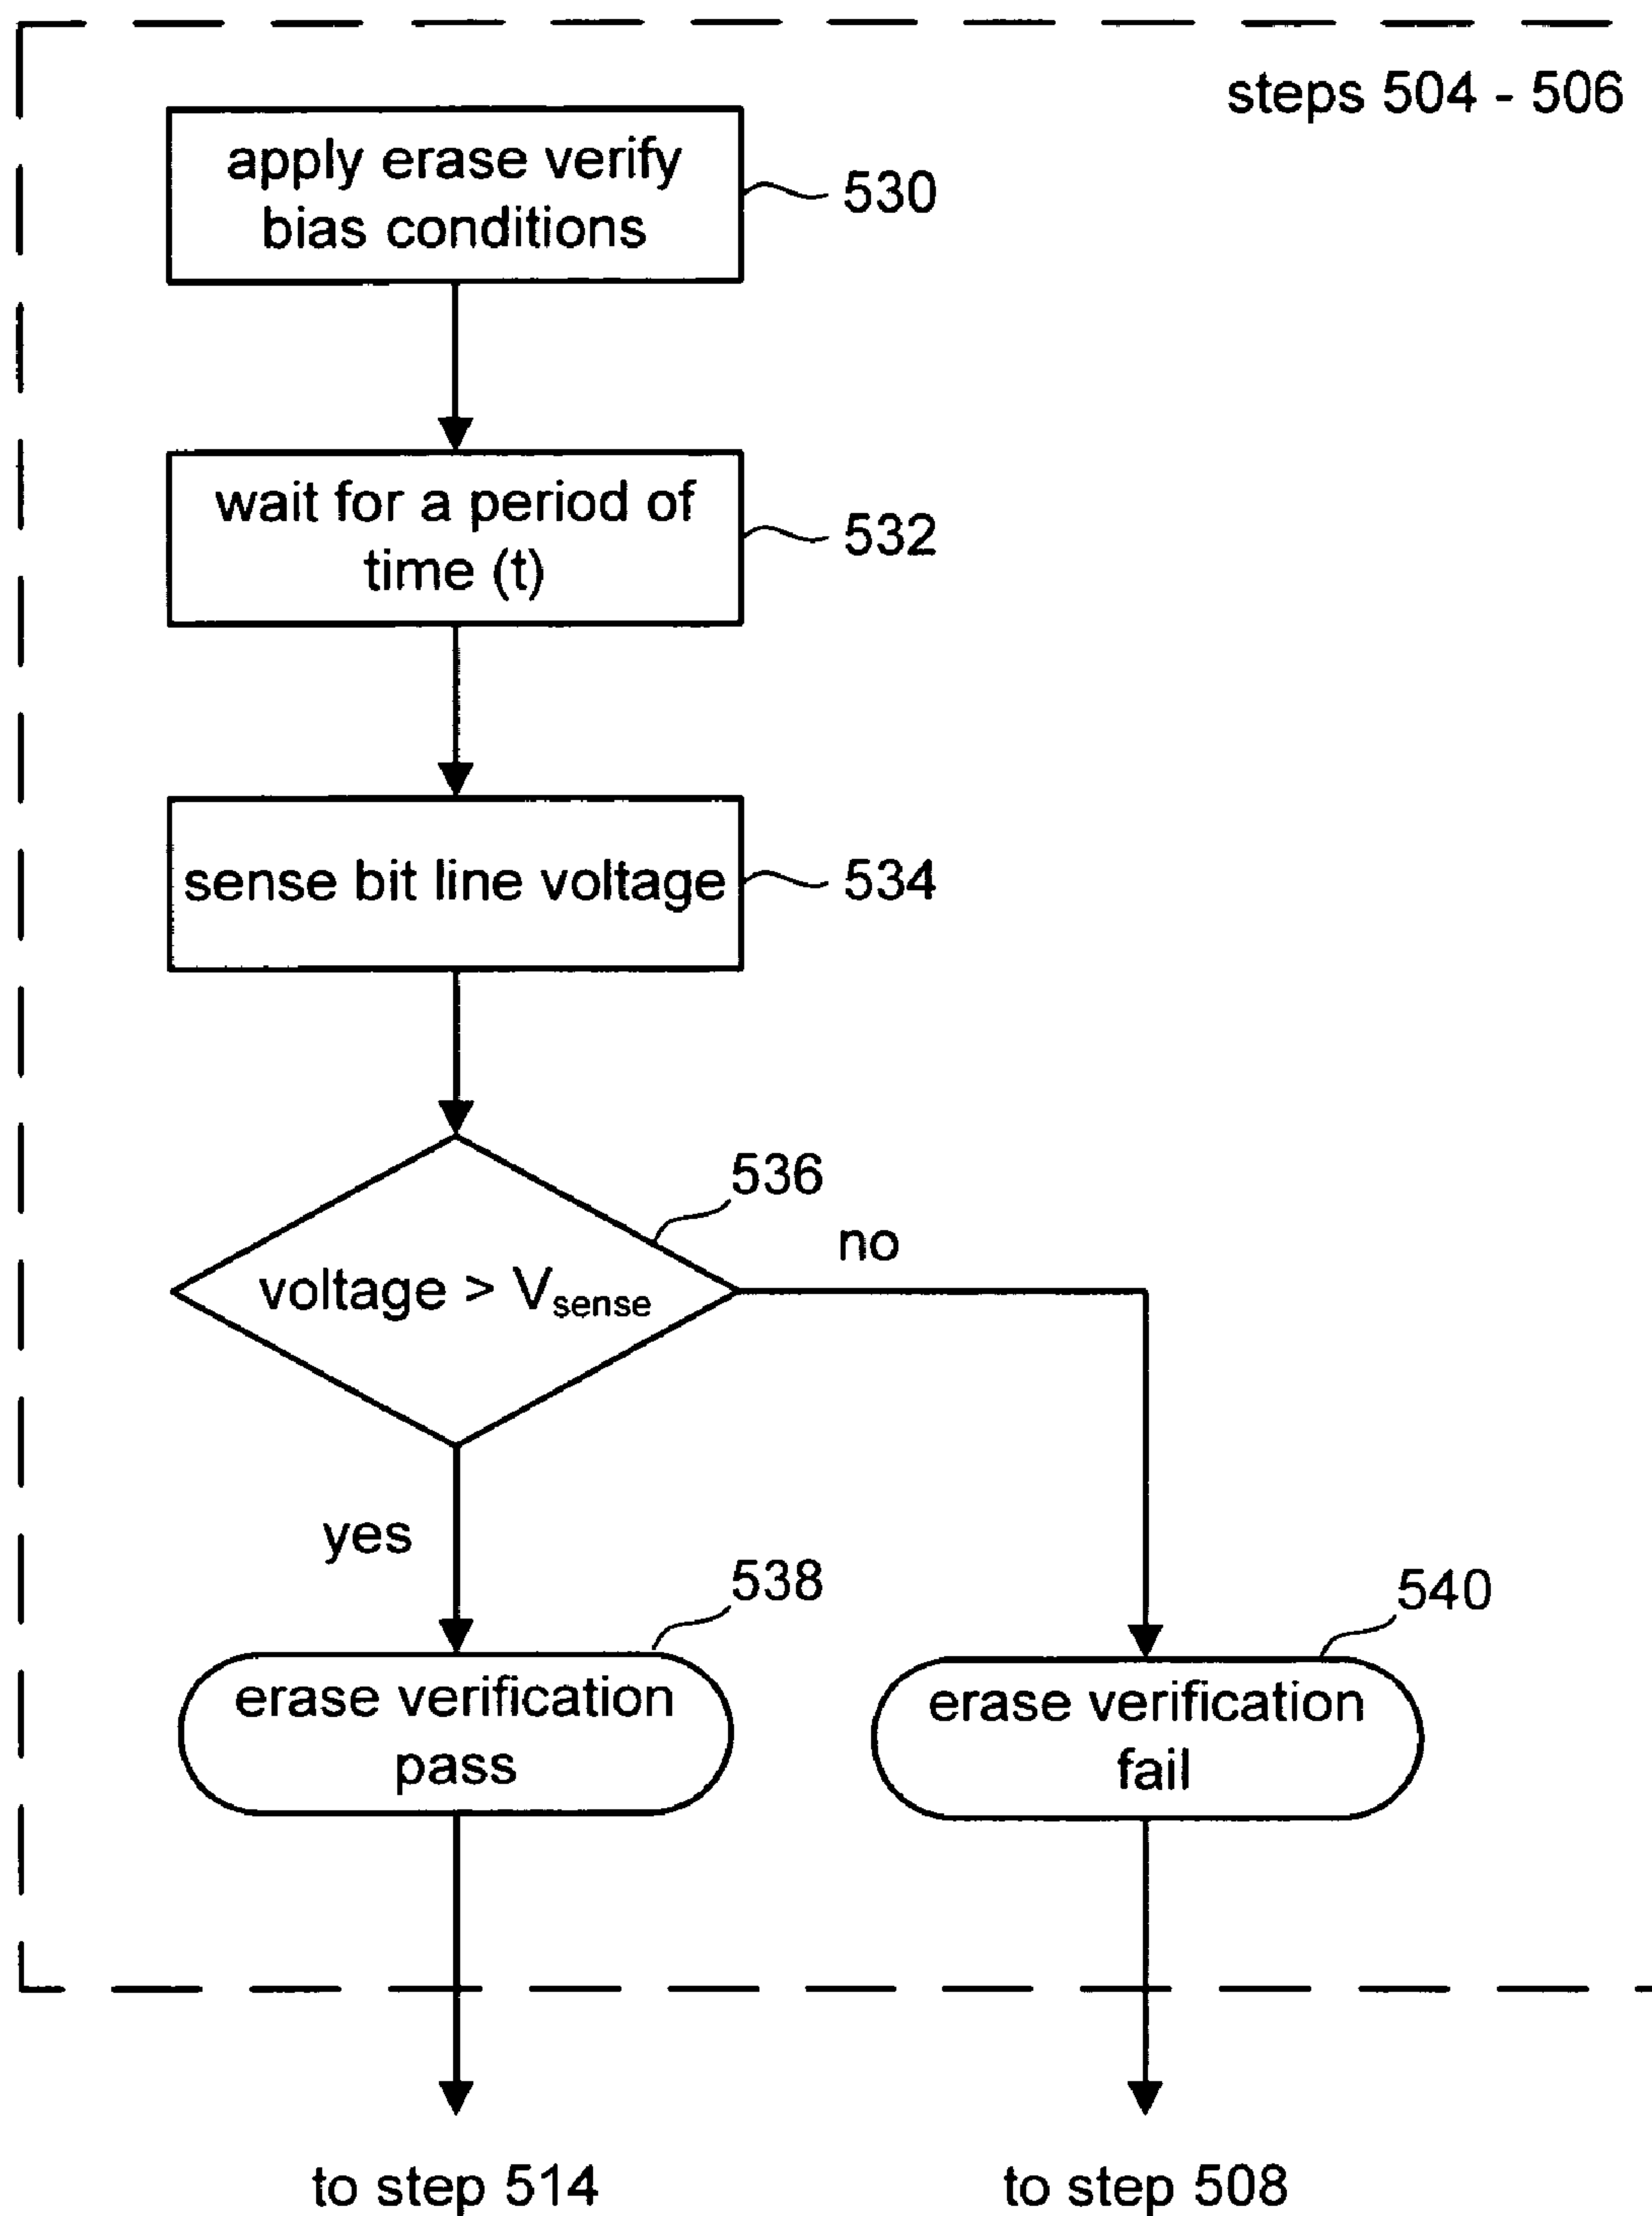 steps 504 - 506
apply erase verify
bias conditions
530
wait for a period of
time (t)
532
sense bit line voltage
534
536
voltage > Vsense
no
yes
538
540
erase verification
pass
erase verification
fail
to step 514
to step 508